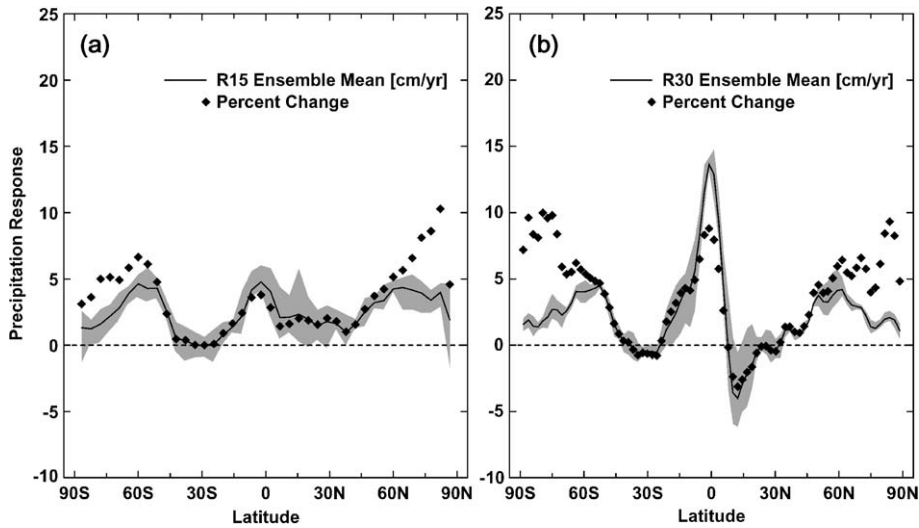 (a)
R15 Ensemble Mean [cm/yr]
Percent Change
25
20
15
10
5
0
-5
-10
Precipitation Response
90S 60S 30S 0 30N 60N 90N
Latitude
(b)
R30 Ensemble Mean [cm/yr]
Percent Change
25
20
15
10
5
0
-5
-10
90S 60S 30S 0 30N 60N 90N
Latitude